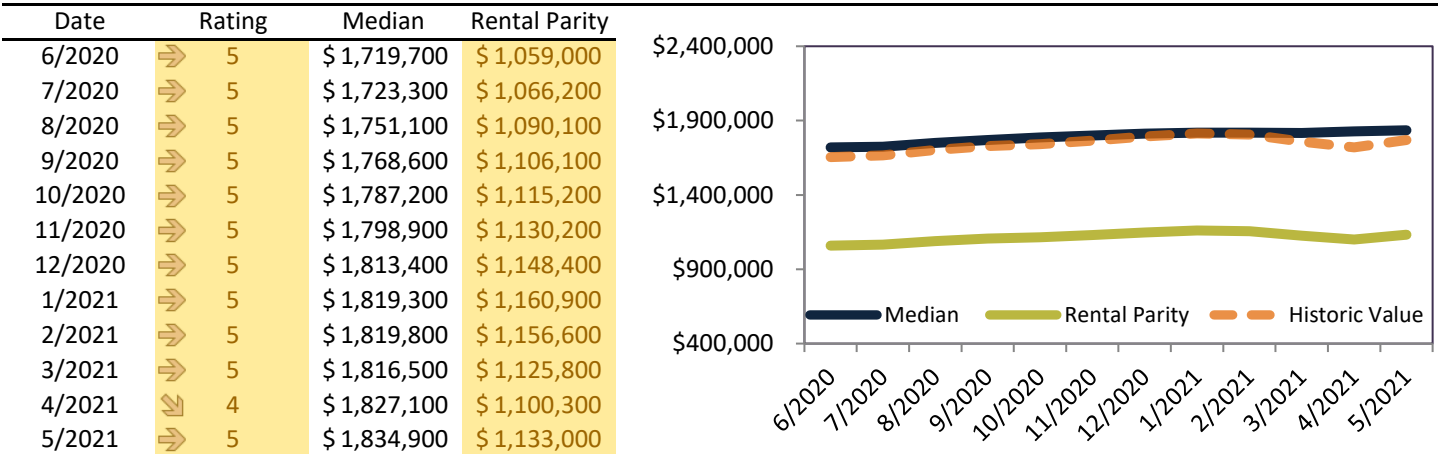 Date Rating Median Rental Parity
6/2020 5 $ 1,719,700 $ 1,059,000
7/2020 5 $ 1,723,300 $ 1,066,200
8/2020 5 $ 1,751,100 $ 1,090,100
9/2020 5 $ 1,768,600 $ 1,106,100
10/2020 5 $ 1,787,200 $ 1,115,200
11/2020 5 $ 1,798,900 $ 1,130,200
12/2020 5 $ 1,813,400 $ 1,148,400
1/2021 5 $ 1,819,300 $ 1,160,900
2/2021 5 $ 1,819,800 $ 1,156,600
3/2021 5 $ 1,816,500 $ 1,125,800
4/2021 4 $ 1,827,100 $ 1,100,300
5/2021 5 $ 1,834,900 $ 1,133,000
$2,400,000
$1,900,000
$1,400,000
$900,000
$400,000
Median Rental Parity Historic Value
6/2020 7/2020 8/2020 9/2020 10/2020 11/2020 12/2020 1/2021 2/2021 3/2021 4/2021 5/2021